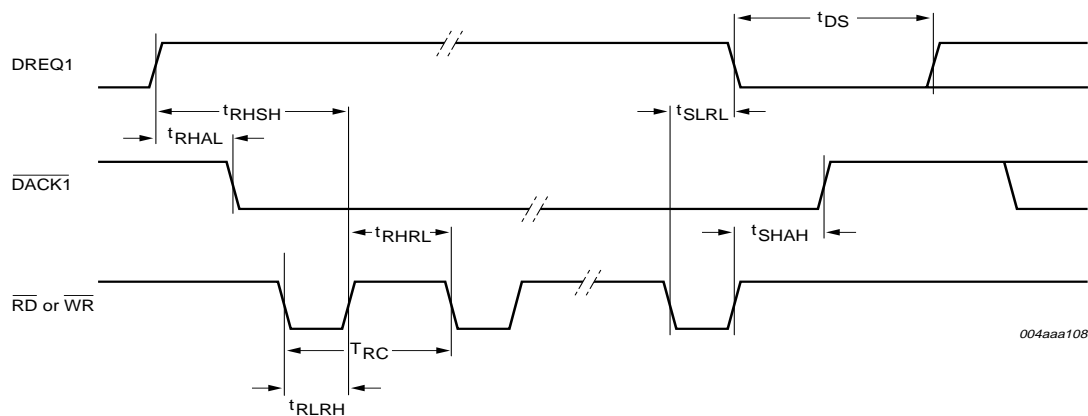 tDS
DREQ1
tRHSH
tSLRL
tRHAL
DACK1
tRHRL
tSHAH
RD or WR
004aaa108
TRC
tRLRH